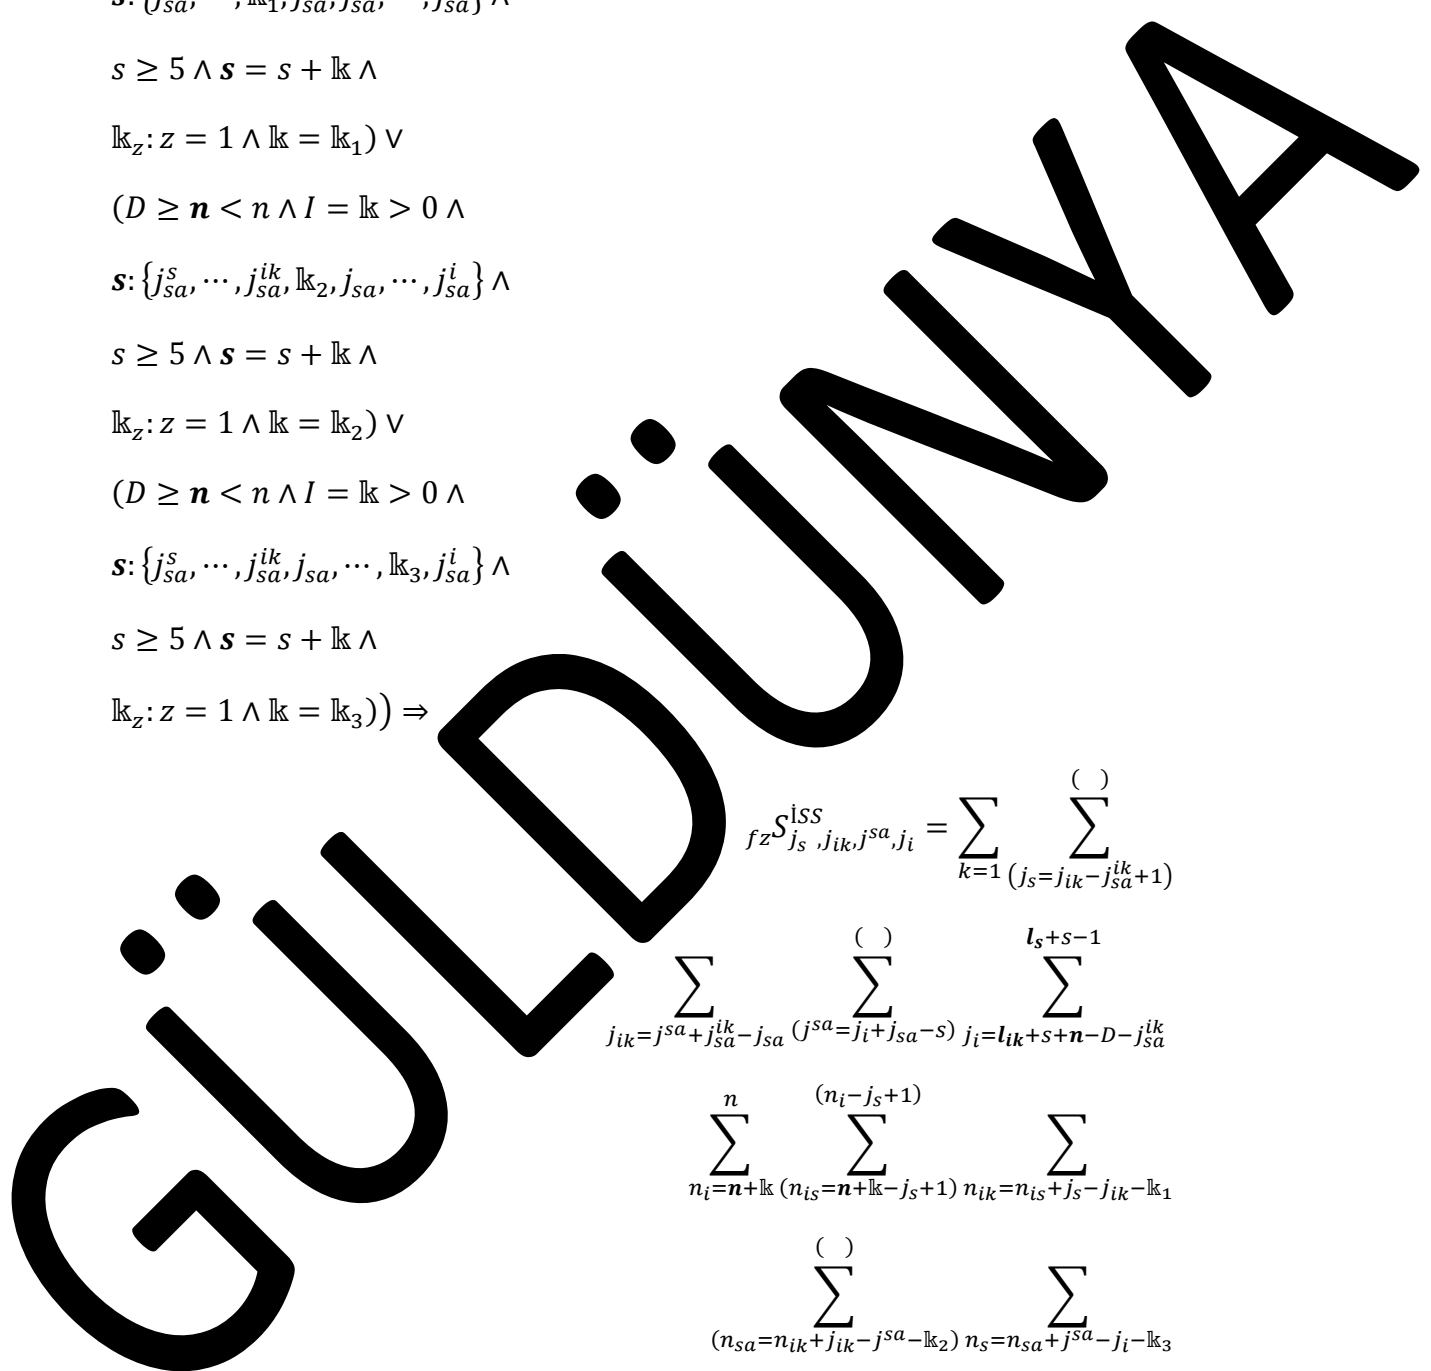 s ≥ 5 ∧ 𝒔 = s + 𝕜 ∧
𝕜_z: z = 1 ∧ 𝕜 = 𝕜_1) ∨
(D ≥ 𝒏 < n ∧ I = 𝕜 > 0 ∧
𝒔: {j_{sa}^{s}, ⋯, j_{sa}^{ik}, 𝕜_2, j_{sa}, ⋯, j_{sa}^{i}} ∧
s ≥ 5 ∧ 𝒔 = s + 𝕜 ∧
𝕜_z: z = 1 ∧ 𝕜 = 𝕜_2) ∨
(D ≥ 𝒏 < n ∧ I = 𝕜 > 0 ∧
𝒔: {j_{sa}^{s}, ⋯, j_{sa}^{ik}, j_{sa}, ⋯, 𝕜_3, j_{sa}^{i}} ∧
s ≥ 5 ∧ 𝒔 = s + 𝕜 ∧
𝕜_z: z = 1 ∧ 𝕜 = 𝕜_3)) ⇒
_{fz}S_{j_s, j_{ik}, j^{sa}, j_i}^{İSS} = ∑_{k=1} ∑_{(j_s=j_{ik}−j_{sa}^{ik}+1)}^{( )}
∑_{j_{ik}=j^{sa}+j_{sa}^{ik}−j_{sa}} ∑_{(j^{sa}=j_i+j_{sa}−s)}^{( )} ∑_{j_i=𝒍_{𝒊𝒌}+s+𝒏−D−j_{sa}^{ik}}^{𝒍_𝒔+s−1}
∑_{n_i=𝒏+𝕜}^{n} ∑_{(n_{is}=𝒏+𝕜−j_s+1)}^{(n_i−j_s+1)} ∑_{n_{ik}=n_{is}+j_s−j_{ik}−𝕜_1}
∑_{(n_{sa}=n_{ik}+j_{ik}−j^{sa}−𝕜_2)}^{( )} ∑_{n_s=n_{sa}+j^{sa}−j_i−𝕜_3}
GÜLDÜNYA